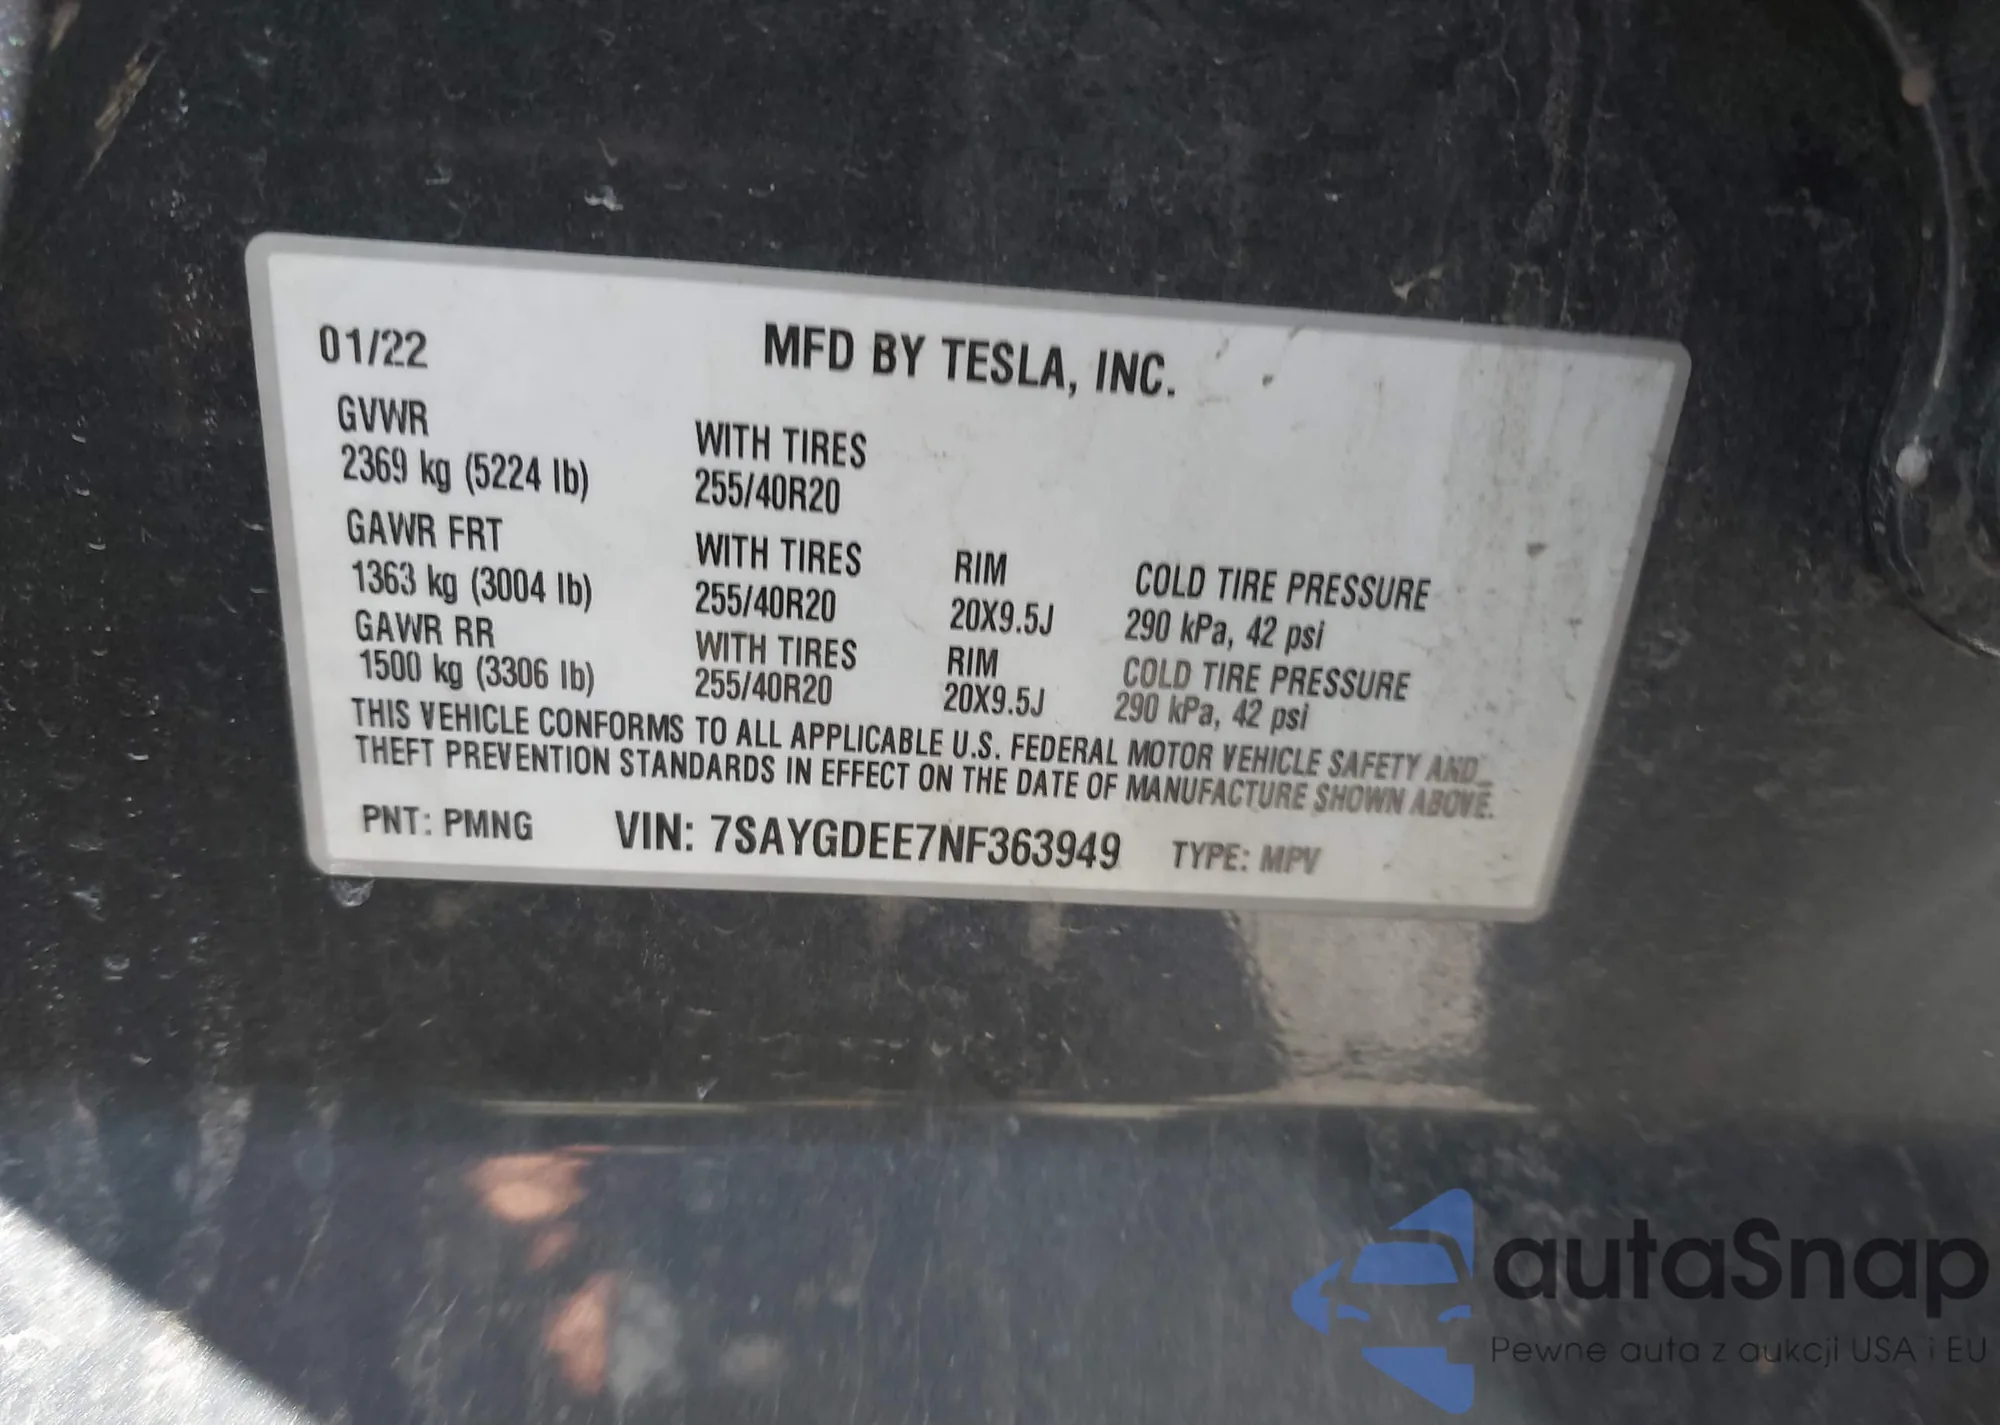 01/22 MFD BY TESLA, INC.
GVWR WITH TIRES
2369 kg (5224 lb) 255/40R20
GAWR FRT WITH TIRES RIM COLD TIRE PRESSURE
1363 kg (3004 lb) 255/40R20 20X9.5J 290 kPa, 42 psi
GAWR RR WITH TIRES RIM COLD TIRE PRESSURE
1500 kg (3306 lb) 255/40R20 20X9.5J 290 kPa, 42 psi
THIS VEHICLE CONFORMS TO ALL APPLICABLE U.S. FEDERAL MOTOR VEHICLE SAFETY AND
THEFT PREVENTION STANDARDS IN EFFECT ON THE DATE OF MANUFACTURE SHOWN ABOVE.
PNT: PMNG VIN: 7SAYGDEE7NF363949 TYPE: MPV
autaSnap
Pewne auta z aukcji USA i EU